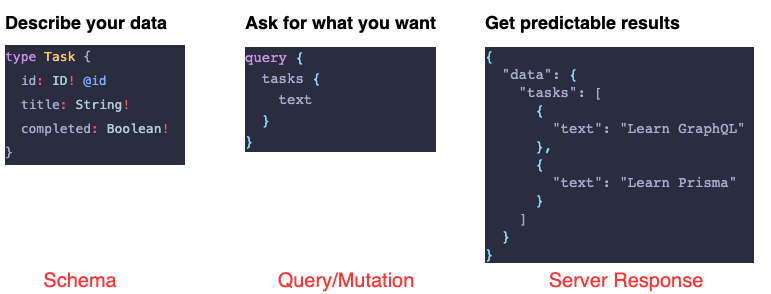 Describe your data
type Task {
  id: ID! @id
  title: String!
  completed: Boolean!
}
Schema
Ask for what you want
query {
  tasks {
    text
  }
}
Query/Mutation
Get predictable results
{
  "data": {
    "tasks": [
      {
        "text": "Learn GraphQL"
      },
      {
        "text": "Learn Prisma"
      }
    ]
  }
}
Server Response